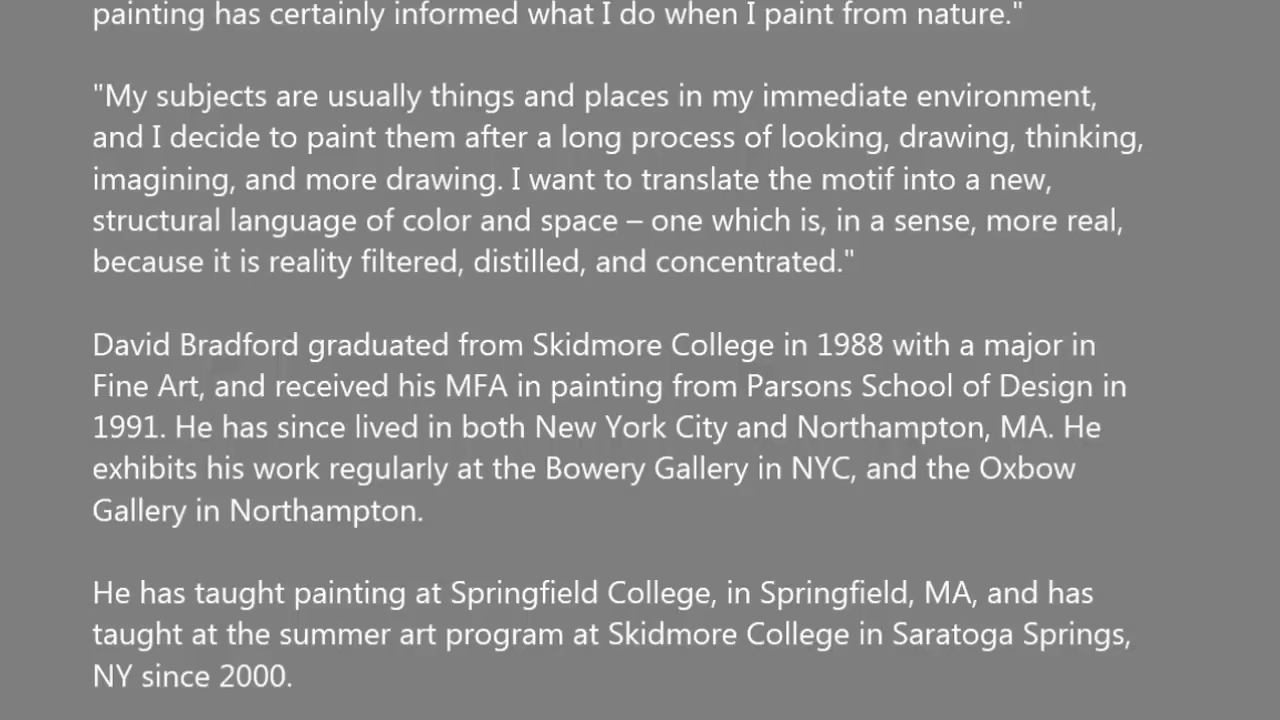 painting has certainly informed what I do when I paint from nature."
"My subjects are usually things and places in my immediate environment,
and I decide to paint them after a long process of looking, drawing, thinking,
imagining, and more drawing. I want to translate the motif into a new,
structural language of color and space – one which is, in a sense, more real,
because it is reality filtered, distilled, and concentrated."
David Bradford graduated from Skidmore College in 1988 with a major in
Fine Art, and received his MFA in painting from Parsons School of Design in
1991. He has since lived in both New York City and Northampton, MA. He
exhibits his work regularly at the Bowery Gallery in NYC, and the Oxbow
Gallery in Northampton.
He has taught painting at Springfield College, in Springfield, MA, and has
taught at the summer art program at Skidmore College in Saratoga Springs,
NY since 2000.